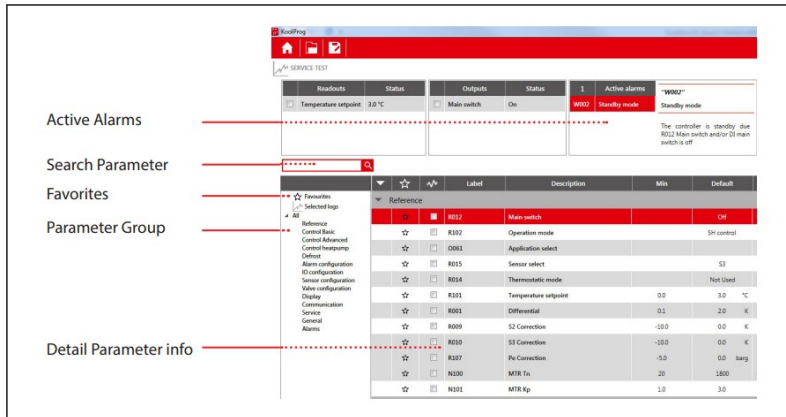 KoolProg
SERVICE TEST
Readouts Status
Temperature setpoint 3.0 °C
Outputs Status
Main switch On
1 Active alarms
W002 Standby mode
"W002"
Standby mode
The controller is standby due
R012 Main switch and/or DI main
switch is off
Active Alarms
Search Parameter
Favorites
Parameter Group
Detail Parameter info
Favourites
Selected logs
All
Reference
Control Basic
Control Advanced
Control heatpump
Defrost
Alarm configuration
IO configuration
Sensor configuration
Valve configuration
Display
Communication
Service
General
Alarms
Label Description Min Default
Reference
R012 Main switch Off
R102 Operation mode SH control
O061 Application select
R015 Sensor select S3
R014 Thermostatic mode Not Used
R101 Temperature setpoint 0.0 3.0 °C
R001 Differential 0.1 2.0 K
R009 S2 Correction -10.0 0.0 K
R010 S3 Correction -10.0 0.0 K
R107 Pe Correction -5.0 0.0 barg
N100 MTR Tn 20 1800
N101 MTR Kp 1.0 3.0